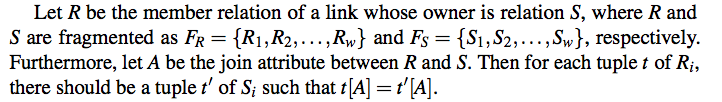 Let R be the member relation of a link whose owner is relation S, where R and
S are fragmented as F_R = {R_1, R_2, . . . , R_w} and F_S = {S_1, S_2, . . . , S_w}, respectively.
Furthermore, let A be the join attribute between R and S. Then for each tuple t of R_i,
there should be a tuple t′ of S_i such that t[A] = t′[A].